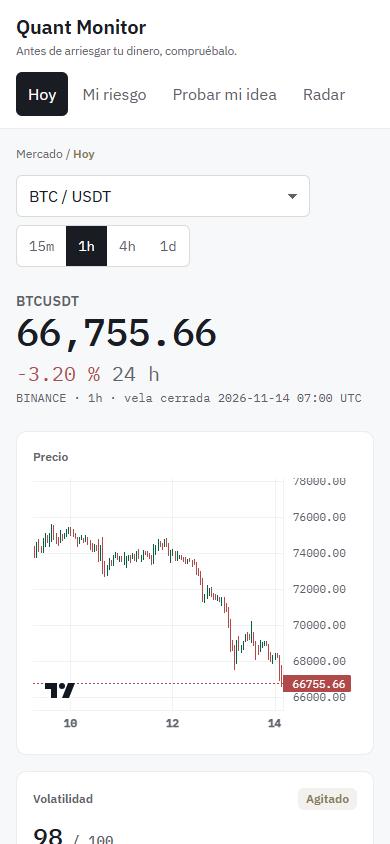 Quant Monitor
Antes de arriesgar tu dinero, compruébalo.
Hoy Mi riesgo Probar mi idea Radar
Mercado / Hoy
BTC / USDT
15m 1h 4h 1d
BTCUSDT
66,755.66
-3.20 % 24 h
BINANCE · 1h · vela cerrada 2026-11-14 07:00 UTC
Precio
78000.00
76000.00
74000.00
72000.00
70000.00
68000.00
66755.66
66000.00
10 12 14
Volatilidad Agitado
98 / 100